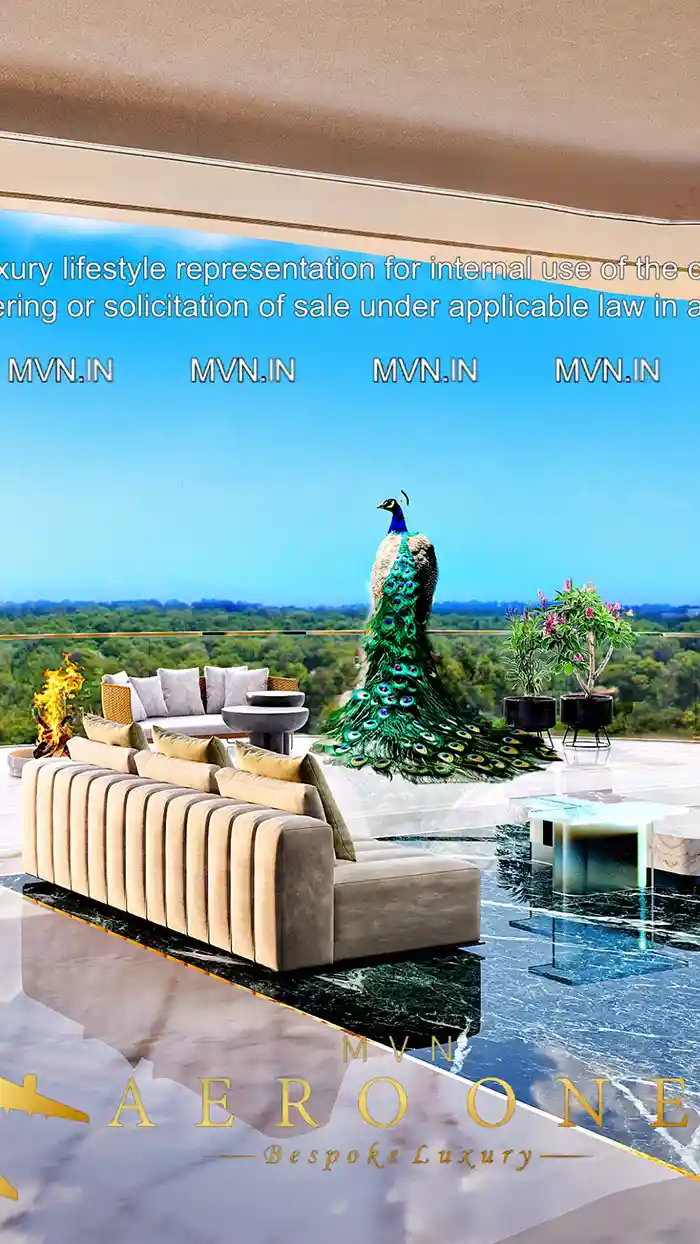 xury lifestyle representation for internal use of the c
ering or solicitation of sale under applicable law in a
MVN.IN MVN.IN MVN.IN MVN.IN
MVN
AERO ONE
Bespoke Luxury